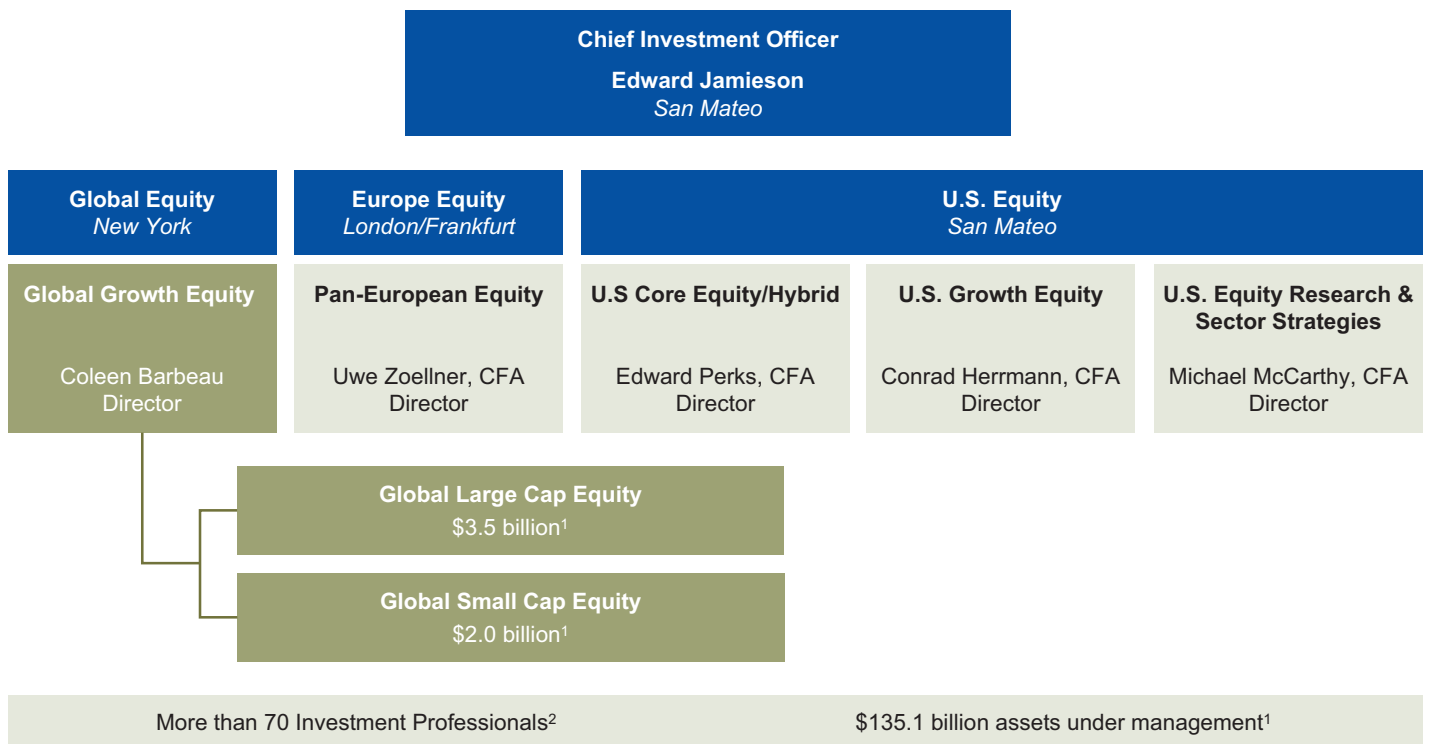 Chief Investment Officer
Edward Jamieson
San Mateo
Global Equity
New York
Europe Equity
London/Frankfurt
U.S. Equity
San Mateo
Global Growth Equity
Coleen Barbeau
Director
Pan-European Equity
Uwe Zoellner, CFA
Director
U.S Core Equity/Hybrid
Edward Perks, CFA
Director
U.S. Growth Equity
Conrad Herrmann, CFA
Director
U.S. Equity Research &
Sector Strategies
Michael McCarthy, CFA
Director
Global Large Cap Equity
$3.5 billion¹
Global Small Cap Equity
$2.0 billion¹
More than 70 Investment Professionals²
$135.1 billion assets under management¹